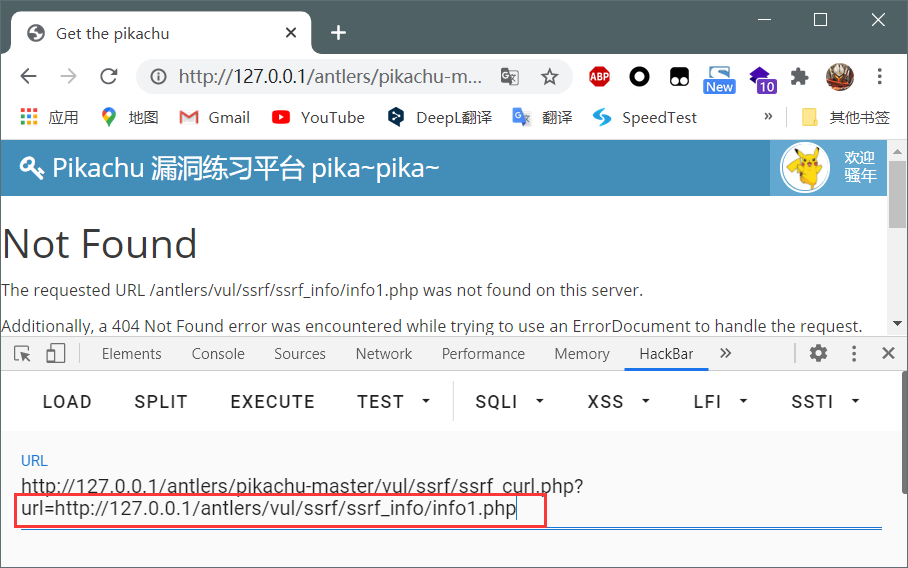 Get the pikachu
http://127.0.0.1/antlers/pikachu-m...
ABP
New
10
应用
地图
Gmail
YouTube
DeepL翻译
翻译
SpeedTest
»
其他书签
Pikachu 漏洞练习平台 pika~pika~
欢迎
骚年
Not Found
The requested URL /antlers/vul/ssrf/ssrf_info/info1.php was not found on this server.
Additionally, a 404 Not Found error was encountered while trying to use an ErrorDocument to handle the request.
Elements
Console
Sources
Network
Performance
Memory
HackBar
»
LOAD
SPLIT
EXECUTE
TEST
SQLI
XSS
LFI
SSTI
URL
http://127.0.0.1/antlers/pikachu-master/vul/ssrf/ssrf_curl.php?
url=http://127.0.0.1/antlers/vul/ssrf/ssrf_info/info1.php